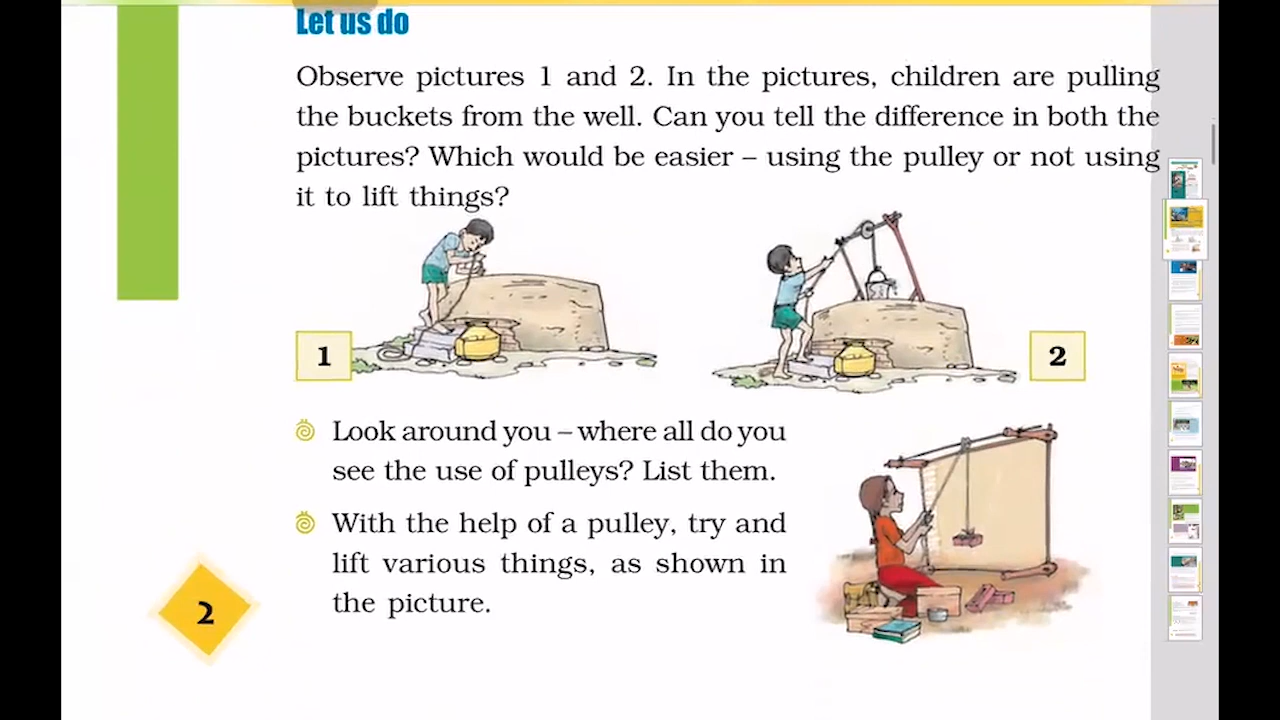 Let us do
Observe pictures 1 and 2. In the pictures, children are pulling
the buckets from the well. Can you tell the difference in both the
pictures? Which would be easier – using the pulley or not using
it to lift things?
1
2
Look around you – where all do you
see the use of pulleys? List them.
With the help of a pulley, try and
lift various things, as shown in
the picture.
2